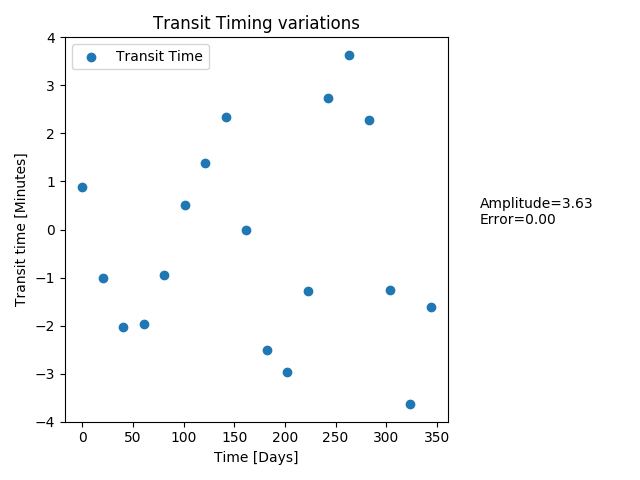 Transit Timing variations
Transit Time
Transit time [Minutes]
4
3
2
1
0
−1
−2
−3
−4
0 50 100 150 200 250 300 350
Time [Days]
Amplitude=3.63
Error=0.00